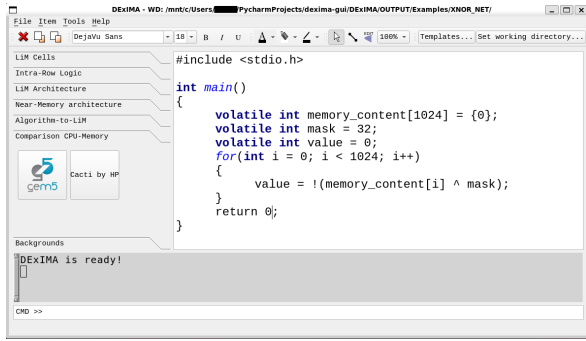 DExIMA - WD: /mnt/c/Users/ /PycharmProjects/dexima-gui/DExIMA/OUTPUT/Examples/XNOR_NET/
File Item Tools Help
DejaVu Sans 18 B I U A 100% Templates... Set working directory...
LiM Cells
Intra-Row Logic
LiM Architecture
Near-Memory architecture
Algorithm-to-LiM
Comparison CPU-Memory
gem5
Cacti by HP
Backgrounds
#include <stdio.h>
int main()
{
volatile int memory_content[1024] = {0};
volatile int mask = 32;
volatile int value = 0;
for(int i = 0; i < 1024; i++)
{
value = !(memory_content[i] ^ mask);
}
return 0;
}
DExIMA is ready!
CMD >>